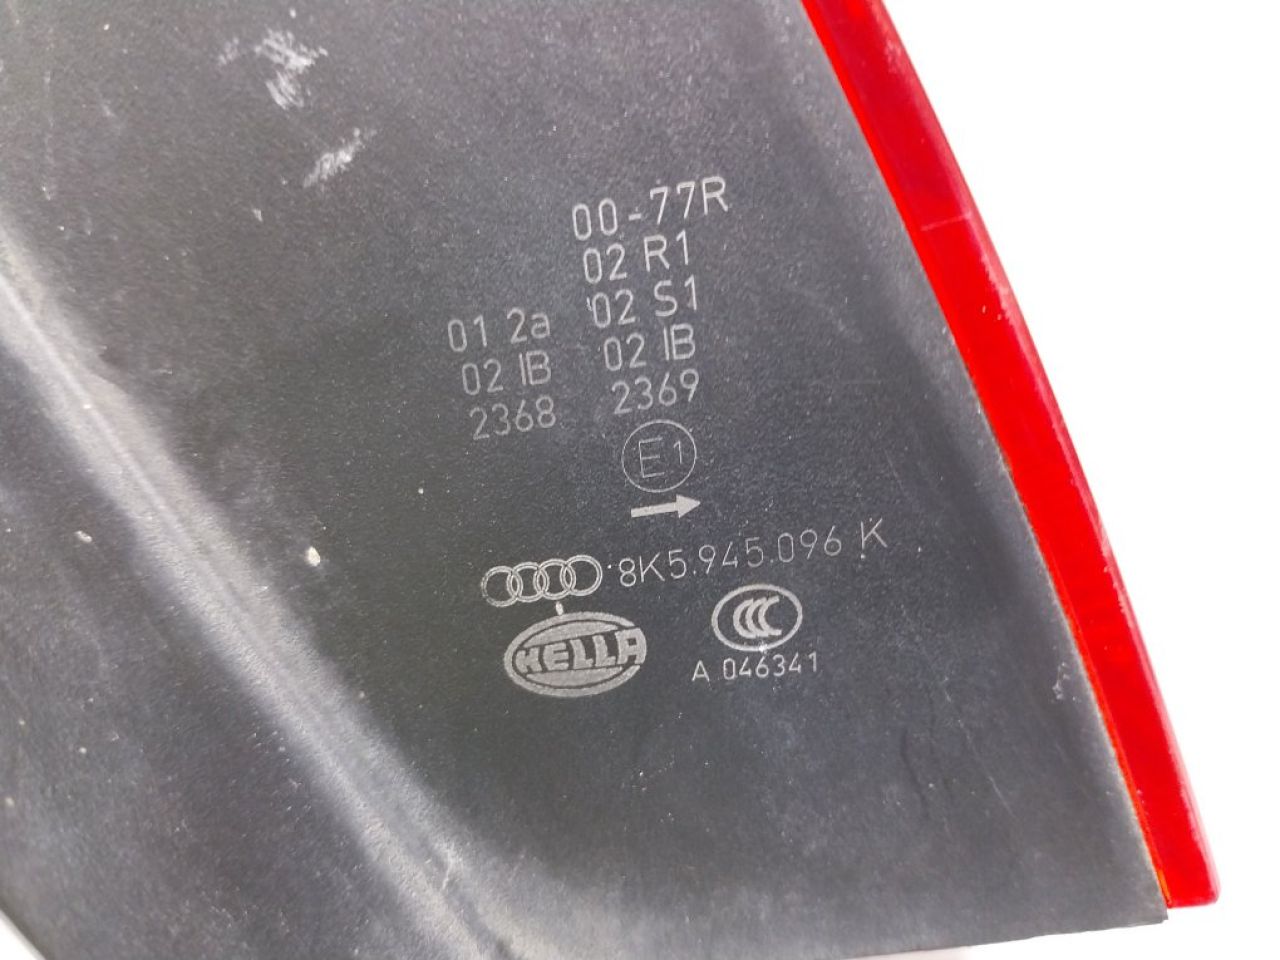 00-77R
02 R1
01 2a 02 S1
02 IB 02 IB
2368 2369
E1
8K5.945.096 K
HELLA CCC
A 046341